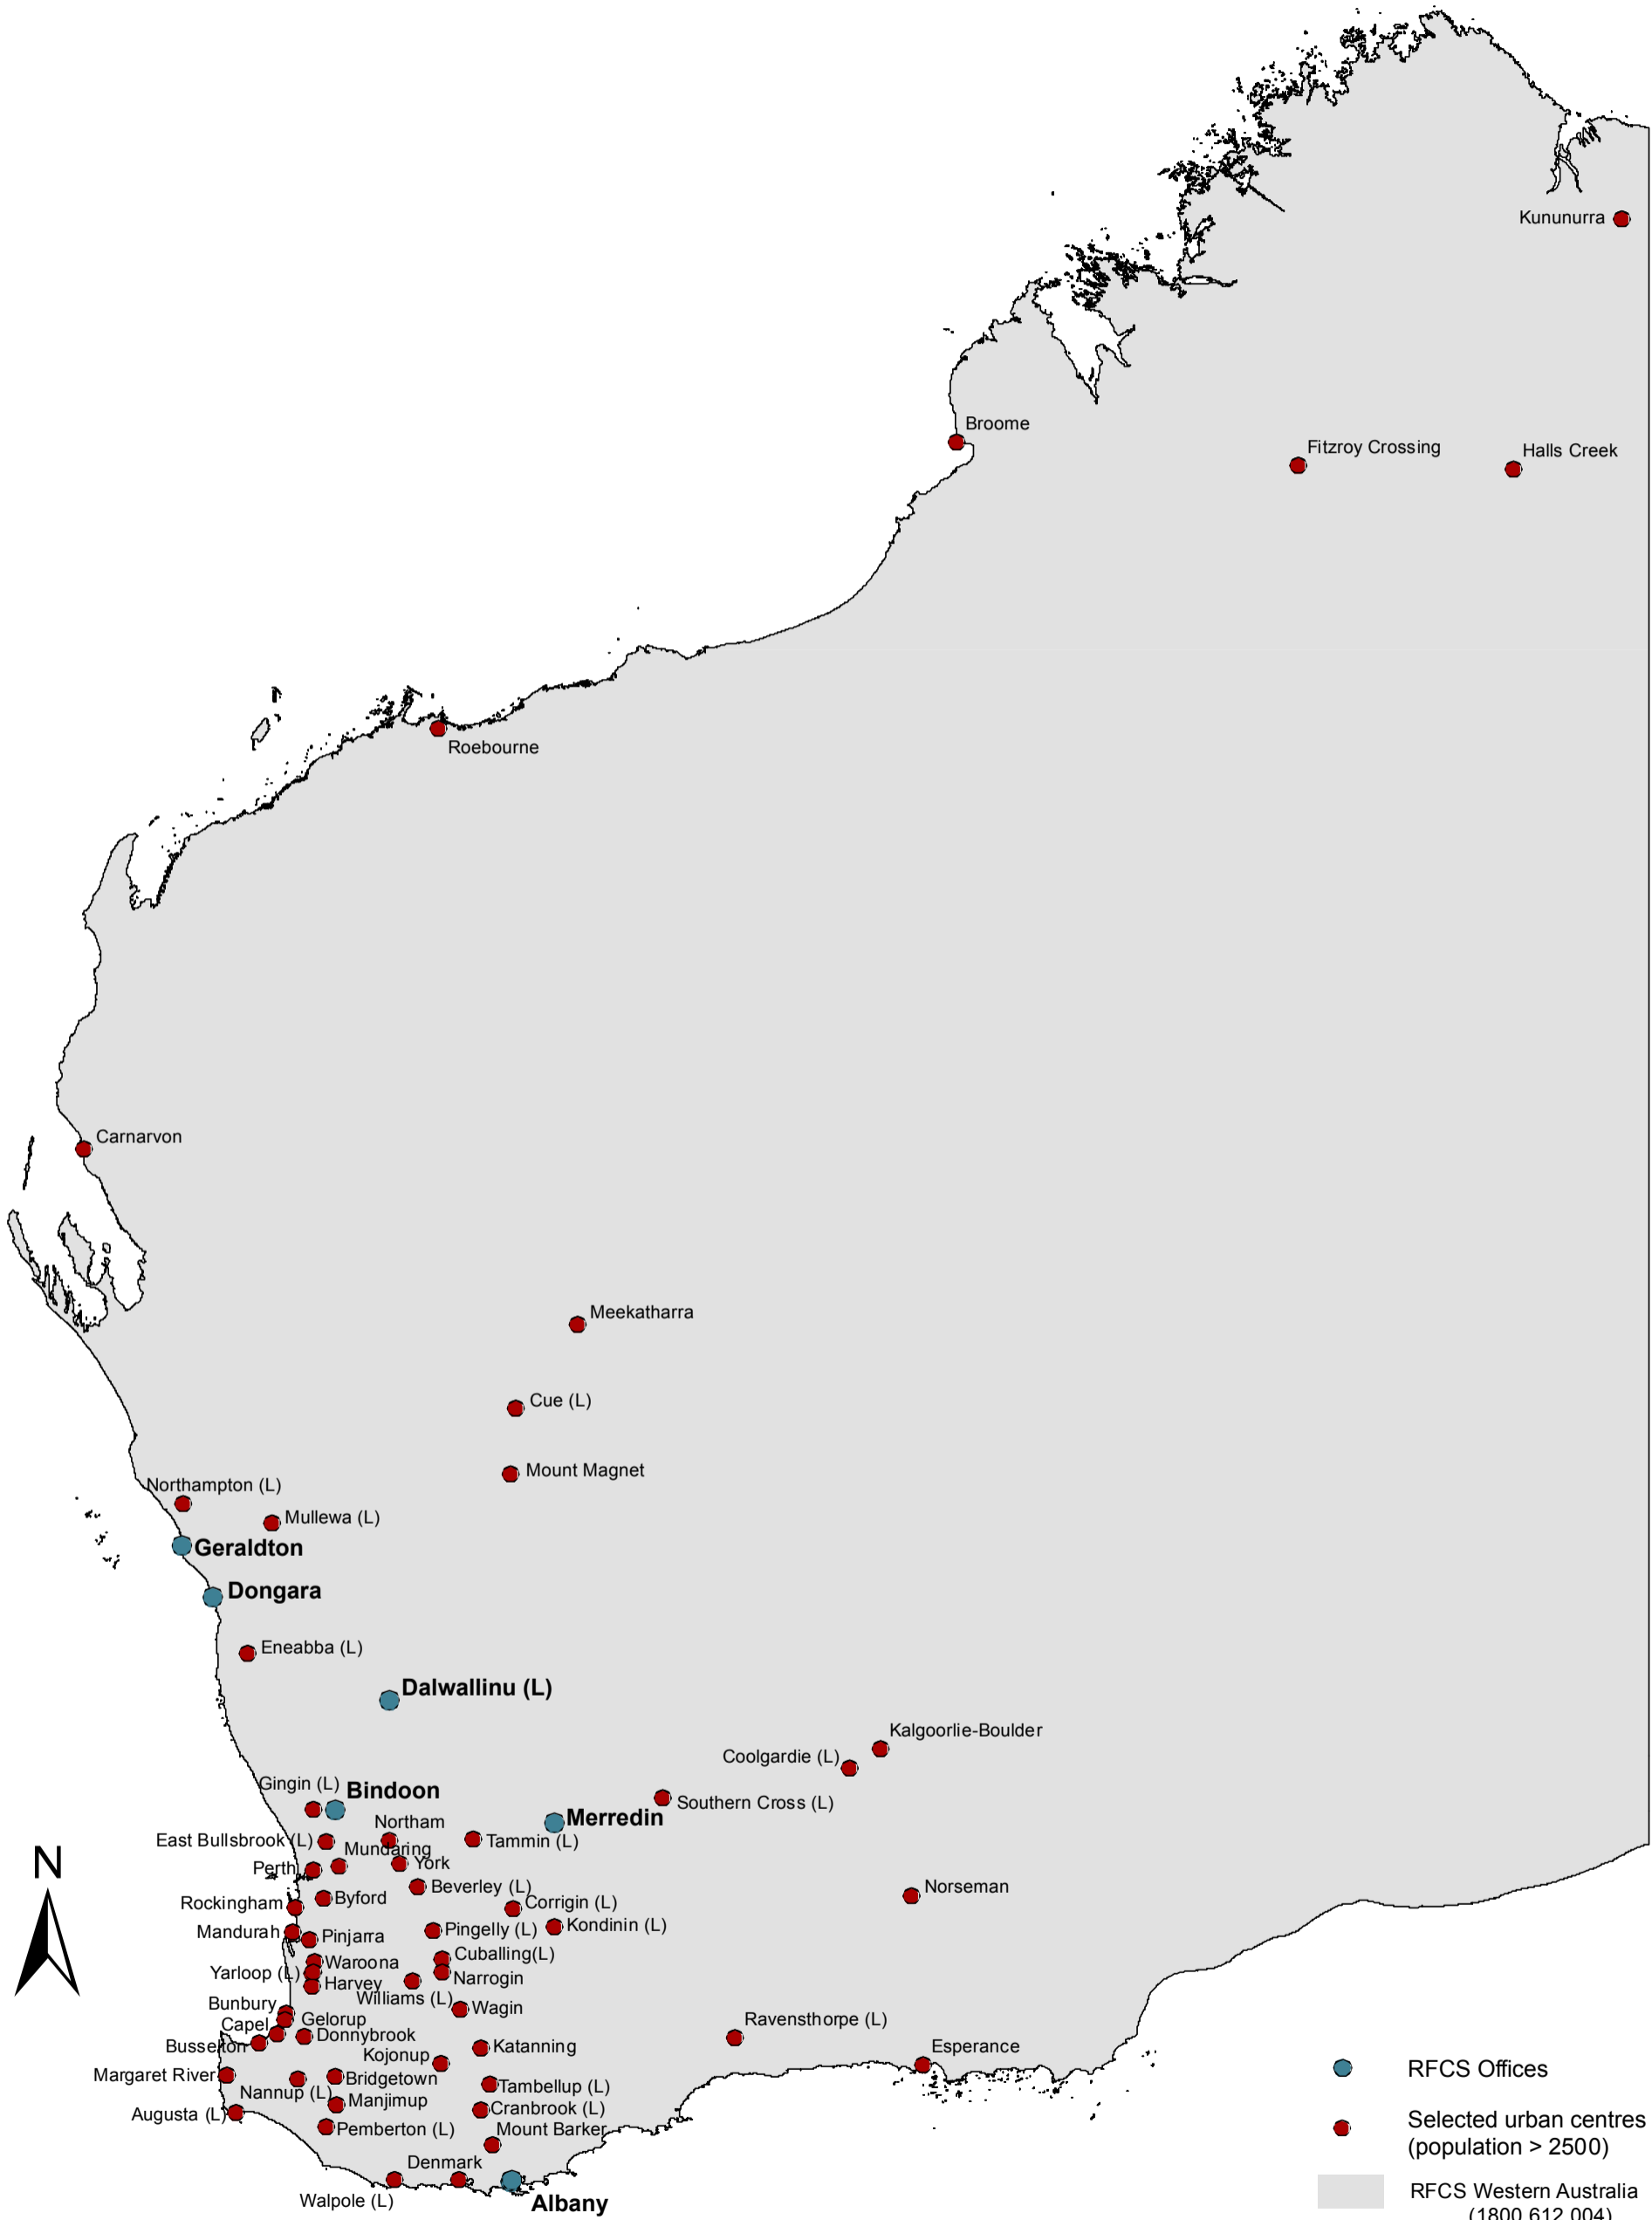 Kununurra
Broome
Fitzroy Crossing
Halls Creek
Roebourne
Carnarvon
Meekatharra
Cue (L)
Mount Magnet
Northampton (L)
Mullewa (L)
Geraldton
Dongara
Eneabba (L)
Dalwallinu (L)
Kalgoorlie-Boulder
Coolgardie (L)
Gingin (L)
Bindoon
Southern Cross (L)
Merredin
Northam
East Bullsbrook (L)
Tammin (L)
Mundaring
N
York
Perth
Beverley (L)
Norseman
Byford
Rockingham
Corrigin (L)
Kondinin (L)
Mandurah
Pingelly (L)
Pinjarra
Cuballing(L)
Waroona
Yarloop (L)
Narrogin
Harvey
Williams (L)
Bunbury
Wagin
Gelorup
Ravensthorpe (L)
Capel
Donnybrook
Busselton
Katanning
Esperance
Kojonup
RFCS Offices
Margaret River
Bridgetown
Tambellup (L)
Nannup (L)
Manjimup
Cranbrook (L)
Augusta (L)
Selected urban centres
(population > 2500)
Pemberton (L)
Mount Barker
Denmark
RFCS Western Australia
(1800 612 004)
Walpole (L)
Albany